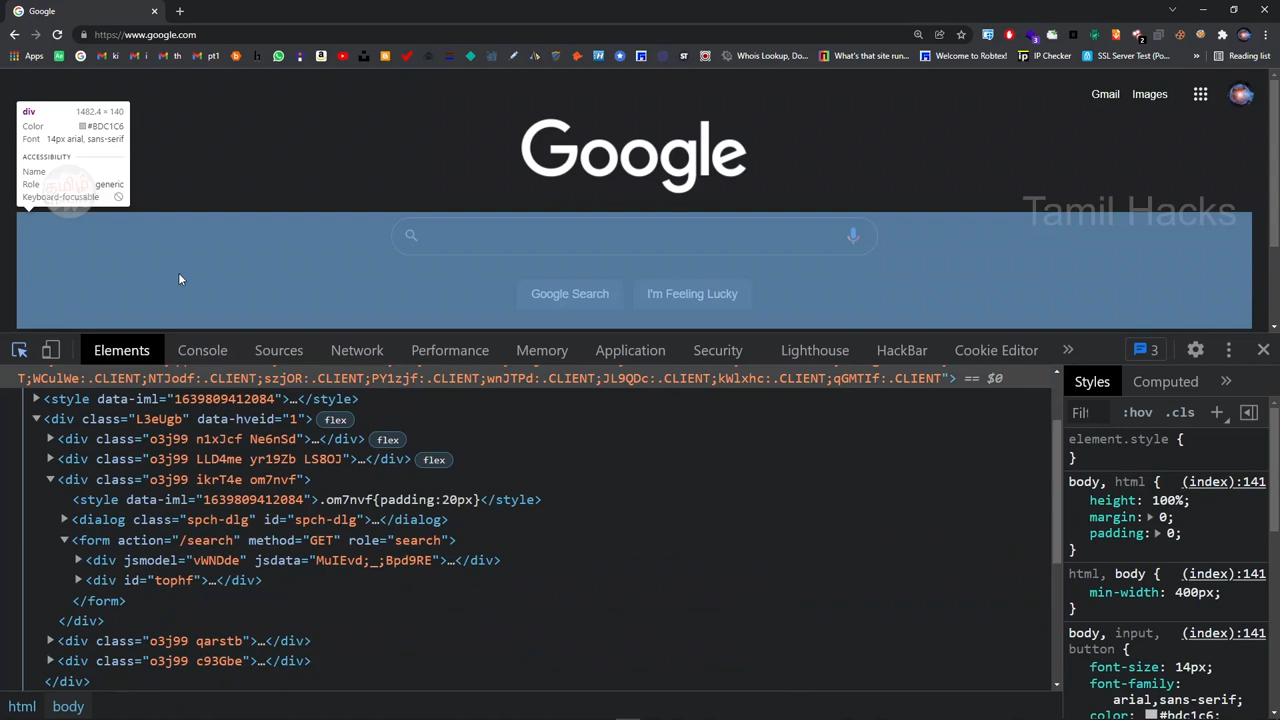 Google
https://www.google.com
Apps ki ih th pt1 Whois Lookup, Do... What's that site run... Welcome to Robtex! IP Checker SSL Server Test (Po... » Reading list
Gmail Images
div 1482.4 × 140
Color #BDC1C6
Font 14px arial, sans-serif
ACCESSIBILITY
Name
Role generic
Keyboard-focusable
தமிழ்
Google
Tamil Hacks
Google Search I'm Feeling Lucky
Elements Console Sources Network Performance Memory Application Security Lighthouse HackBar Cookie Editor » 3
T;WCulWe:.CLIENT;NTJodf:.CLIENT;szjOR:.CLIENT;PY1zjf:.CLIENT;wnJTPd:.CLIENT;JL9QDc:.CLIENT;kWlxhc:.CLIENT;qGMTIf:.CLIENT"> == $0
<style data-iml="1639809412084">…</style>
<div class="L3eUgb" data-hveid="1"> flex
<div class="o3j99 n1xJcf Ne6nSd">…</div> flex
<div class="o3j99 LLD4me yr19Zb LS8OJ">…</div> flex
<div class="o3j99 ikrT4e om7nvf">
<style data-iml="1639809412084">.om7nvf{padding:20px}</style>
<dialog class="spch-dlg" id="spch-dlg">…</dialog>
<form action="/search" method="GET" role="search">
<div jsmodel="vWNDde" jsdata="MuIEvd;_;Bpd9RE">…</div>
<div id="tophf">…</div>
</form>
</div>
<div class="o3j99 qarstb">…</div>
<div class="o3j99 c93Gbe">…</div>
</div>
html body
Styles Computed »
Filt :hov .cls +
element.style {
}
body, html { (index):141
height: 100%;
margin: 0;
padding: 0;
}
html, body { (index):141
min-width: 400px;
}
body, input, (index):141
button {
font-size: 14px;
font-family:
arial,sans-serif;
color: #bdc1c6;